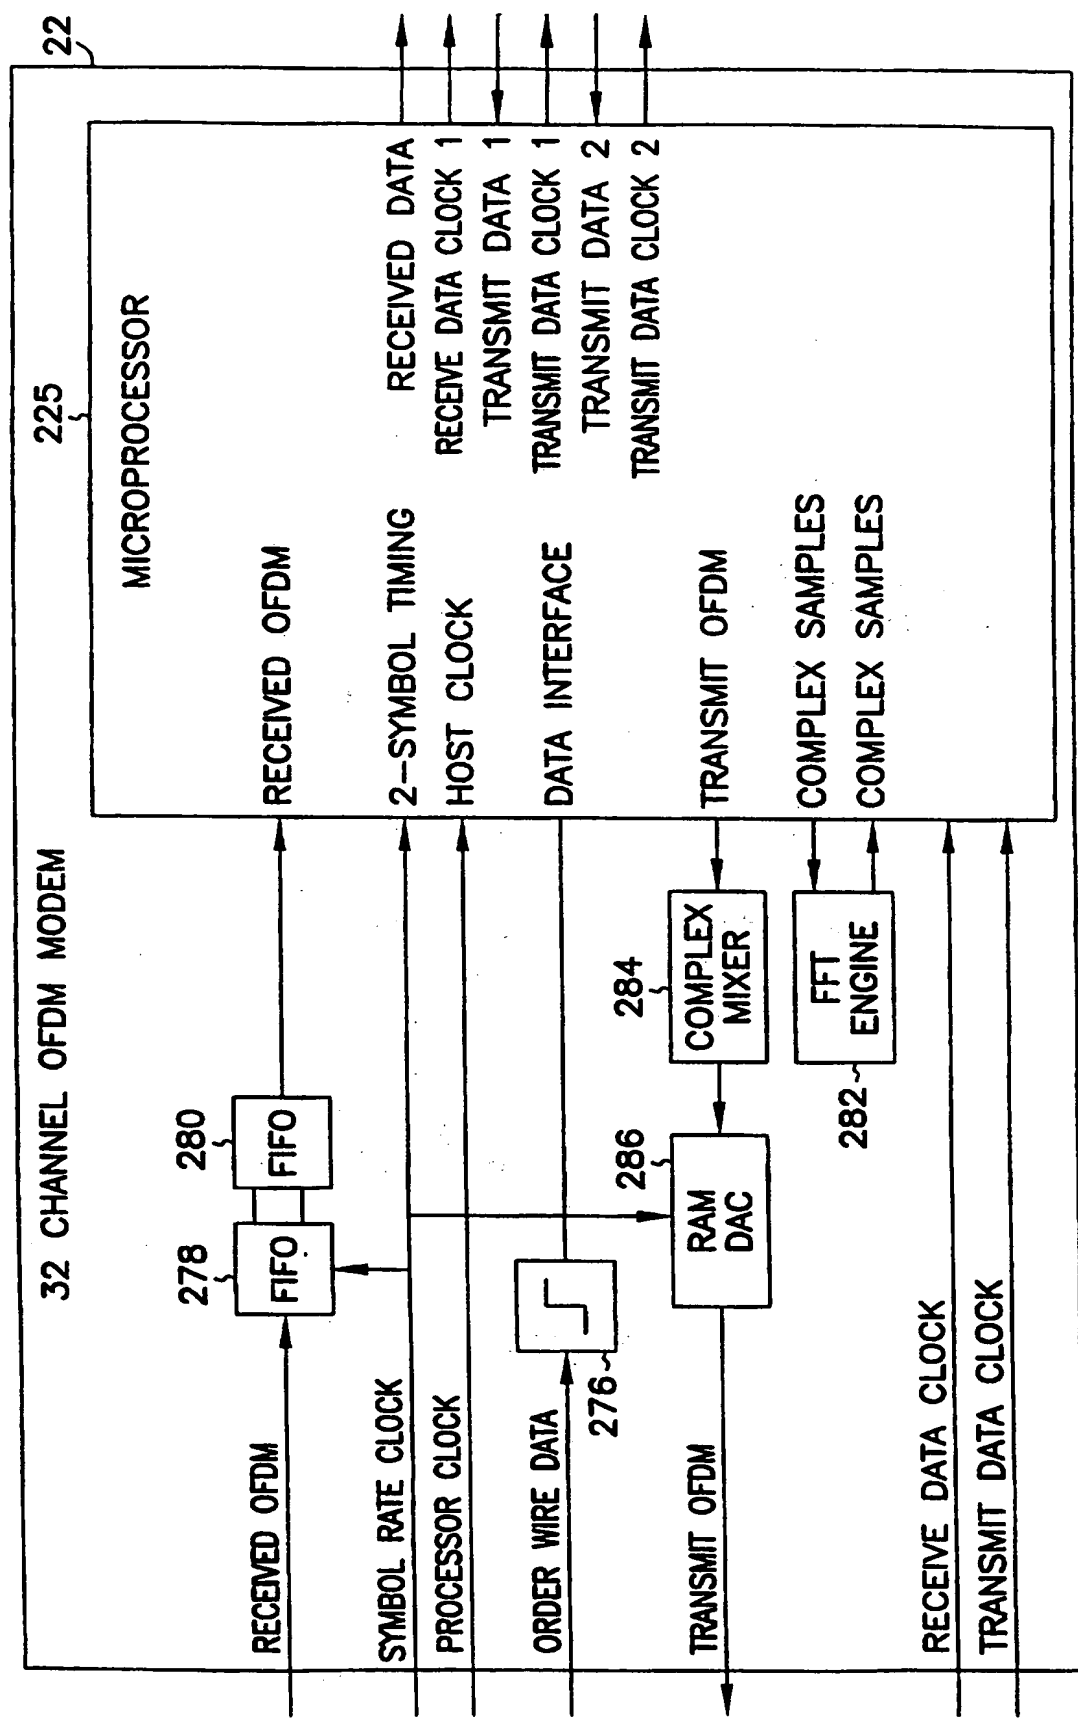 22
32 CHANNEL OFDM MODEM
225
MICROPROCESSOR
RECEIVED OFDM
278
FIFO
280
FIFO
RECEIVED OFDM
SYMBOL RATE CLOCK
2-SYMBOL TIMING
RECEIVED DATA
PROCESSOR CLOCK
HOST CLOCK
RECEIVE DATA CLOCK 1
TRANSMIT DATA 1
ORDER WIRE DATA
276
DATA INTERFACE
TRANSMIT DATA CLOCK 1
TRANSMIT DATA 2
TRANSMIT DATA CLOCK 2
TRANSMIT OFDM
286
RAM
DAC
284
COMPLEX
MIXER
TRANSMIT OFDM
282
FFT
ENGINE
COMPLEX SAMPLES
COMPLEX SAMPLES
RECEIVE DATA CLOCK
TRANSMIT DATA CLOCK